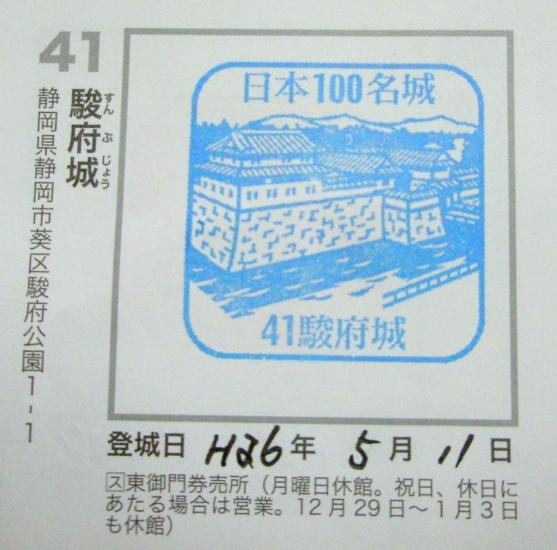 41
駿府城
すんぷじょう
静岡県静岡市葵区駿府公園1-1
日本100名城
41駿府城
登城日 H26年 5月 11日
ス東御門券売所（月曜日休館。祝日、休日に
あたる場合は営業。12月29日～1月3日
も休館）